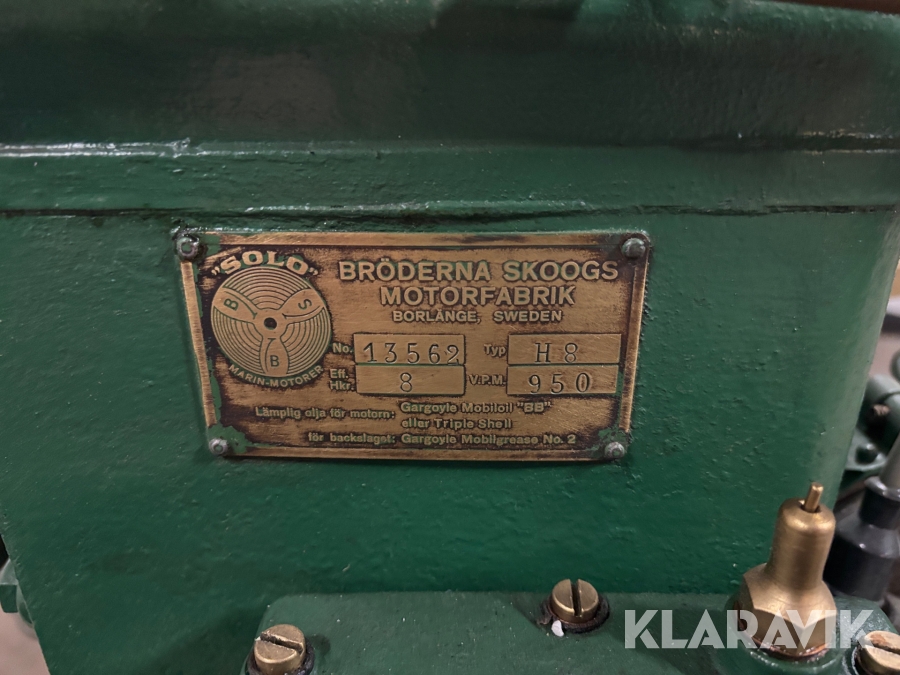 "SOLO"
B S B
MARIN-MOTORER
BRÖDERNA SKOOGS
MOTORFABRIK
BORLÄNGE, SWEDEN
No. 13562 Typ H8
Eff. Hkr. 8 V.P.M. 950
Lämplig olja för motorn: Gargoyle Mobiloil "BB"
eller Triple Shell
för backslaget: Gargoyle Mobilgrease No. 2
KLARAVIK